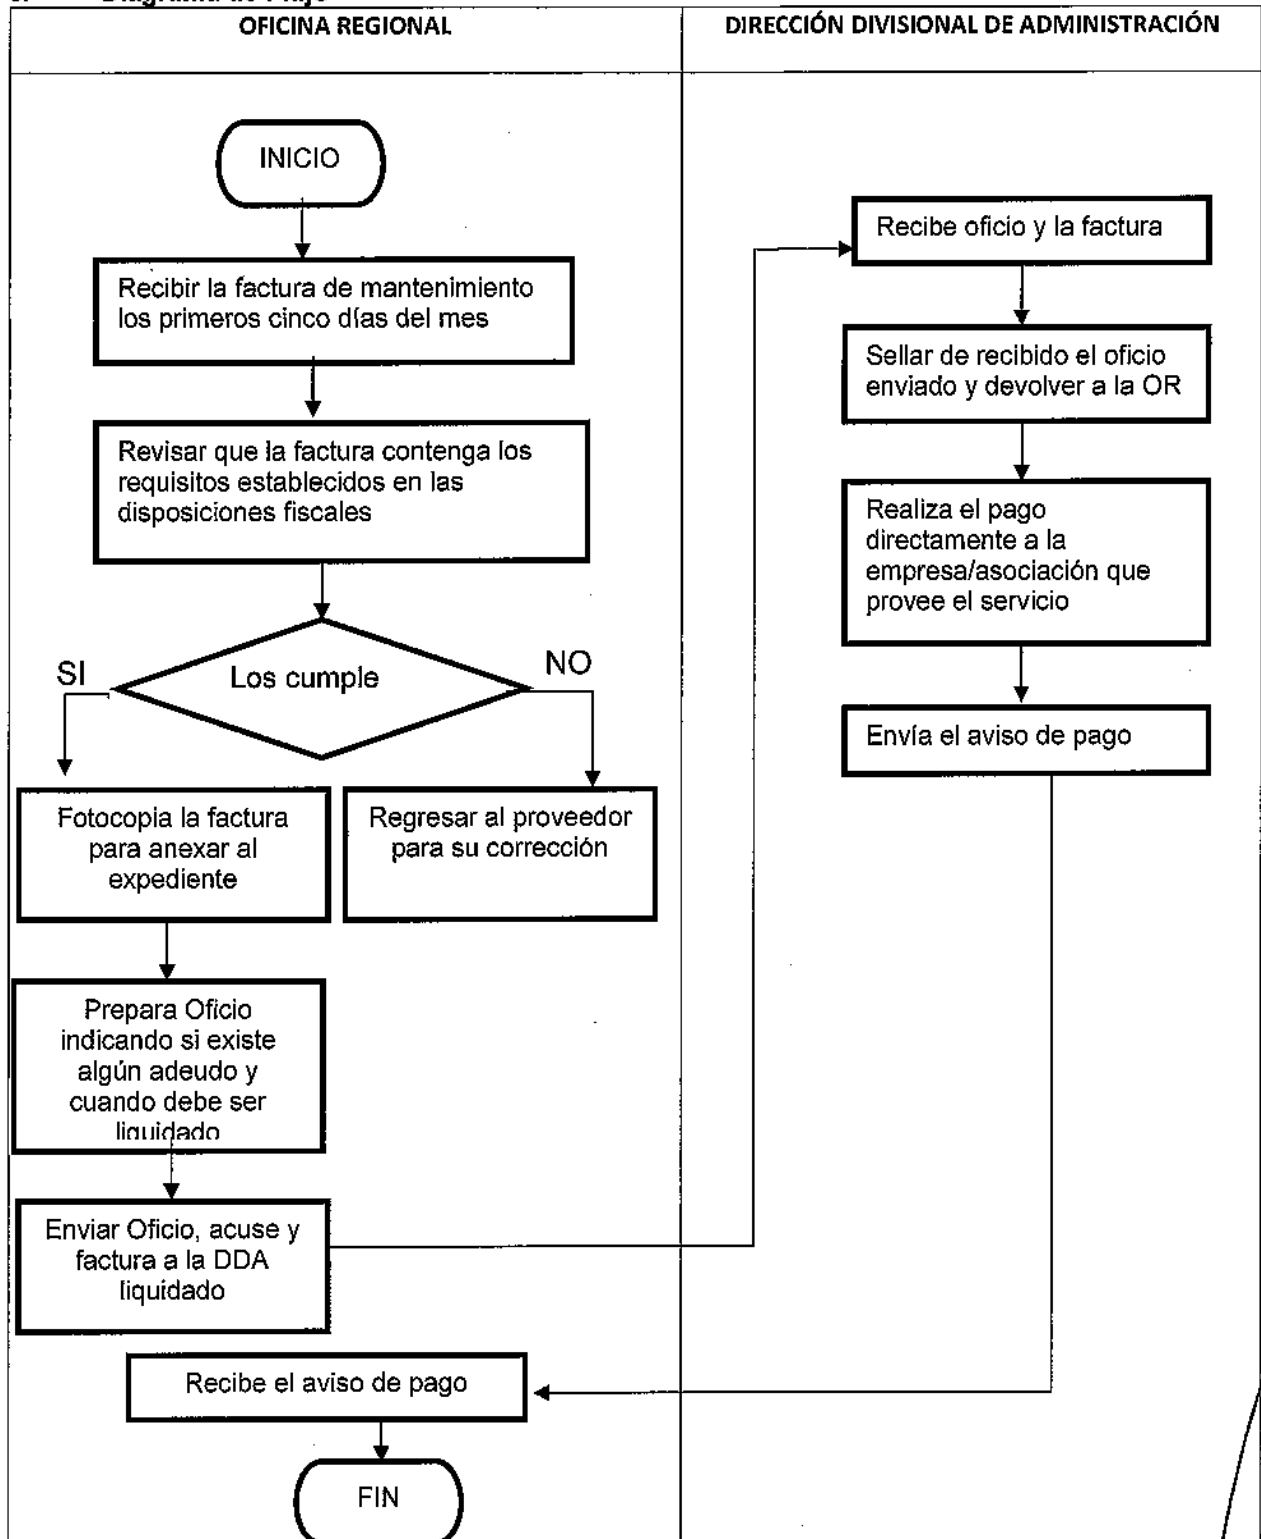 OFICINA REGIONAL
DIRECCIÓN DIVISIONAL DE ADMINISTRACIÓN
INICIO
Recibir la factura de mantenimiento
los primeros cinco días del mes
Revisar que la factura contenga los
requisitos establecidos en las
disposiciones fiscales
Los cumple
SI
NO
Fotocopia la factura
para anexar al
expediente
Regresar al proveedor
para su corrección
Prepara Oficio
indicando si existe
algún adeudo y
cuando debe ser
liquidado
Enviar Oficio, acuse y
factura a la DDA
liquidado
Recibe oficio y la factura
Sellar de recibido el oficio
enviado y devolver a la OR
Realiza el pago
directamente a la
empresa/asociación que
provee el servicio
Envía el aviso de pago
Recibe el aviso de pago
FIN